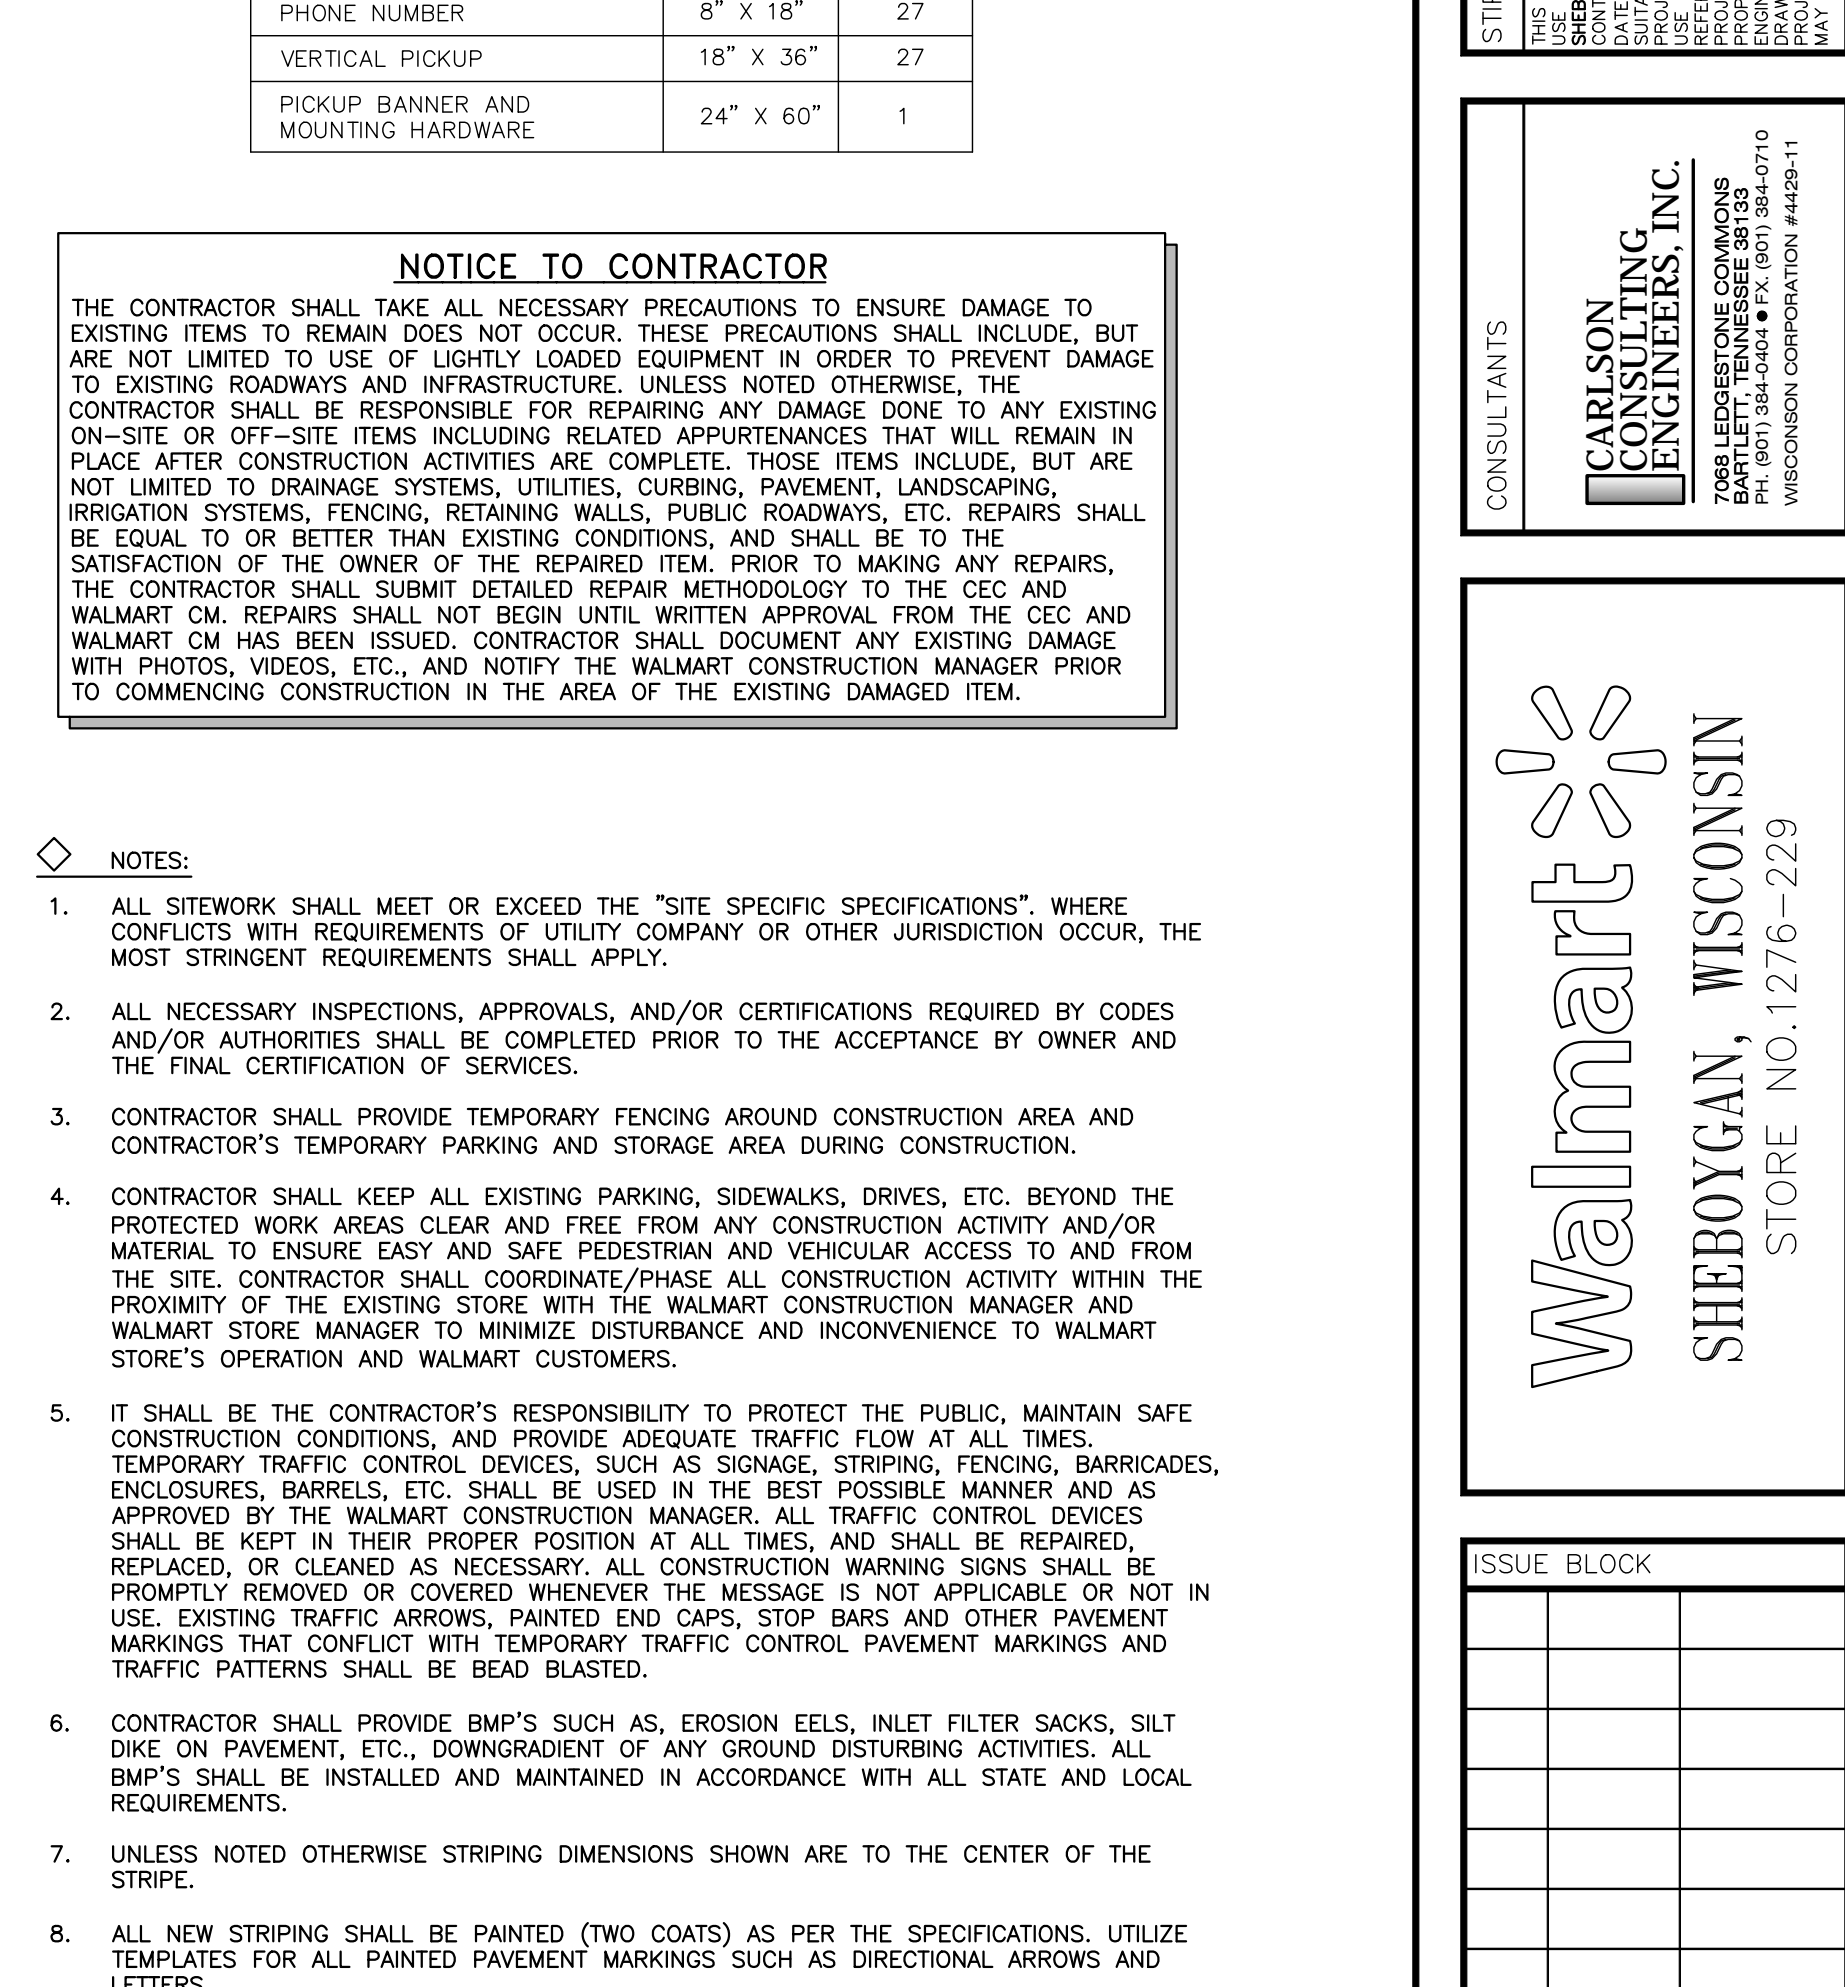 PHONE NUMBER 8" X 18" 27
VERTICAL PICKUP 18" X 36" 27
PICKUP BANNER AND
MOUNTING HARDWARE 24" X 60" 1
NOTICE TO CONTRACTOR
THE CONTRACTOR SHALL TAKE ALL NECESSARY PRECAUTIONS TO ENSURE DAMAGE TO
EXISTING ITEMS TO REMAIN DOES NOT OCCUR. THESE PRECAUTIONS SHALL INCLUDE, BUT
ARE NOT LIMITED TO USE OF LIGHTLY LOADED EQUIPMENT IN ORDER TO PREVENT DAMAGE
TO EXISTING ROADWAYS AND INFRASTRUCTURE. UNLESS NOTED OTHERWISE, THE
CONTRACTOR SHALL BE RESPONSIBLE FOR REPAIRING ANY DAMAGE DONE TO ANY EXISTING
ON-SITE OR OFF-SITE ITEMS INCLUDING RELATED APPURTENANCES THAT WILL REMAIN IN
PLACE AFTER CONSTRUCTION ACTIVITIES ARE COMPLETE. THOSE ITEMS INCLUDE, BUT ARE
NOT LIMITED TO DRAINAGE SYSTEMS, UTILITIES, CURBING, PAVEMENT, LANDSCAPING,
IRRIGATION SYSTEMS, FENCING, RETAINING WALLS, PUBLIC ROADWAYS, ETC. REPAIRS SHALL
BE EQUAL TO OR BETTER THAN EXISTING CONDITIONS, AND SHALL BE TO THE
SATISFACTION OF THE OWNER OF THE REPAIRED ITEM. PRIOR TO MAKING ANY REPAIRS,
THE CONTRACTOR SHALL SUBMIT DETAILED REPAIR METHODOLOGY TO THE CEC AND
WALMART CM. REPAIRS SHALL NOT BEGIN UNTIL WRITTEN APPROVAL FROM THE CEC AND
WALMART CM HAS BEEN ISSUED. CONTRACTOR SHALL DOCUMENT ANY EXISTING DAMAGE
WITH PHOTOS, VIDEOS, ETC., AND NOTIFY THE WALMART CONSTRUCTION MANAGER PRIOR
TO COMMENCING CONSTRUCTION IN THE AREA OF THE EXISTING DAMAGED ITEM.
NOTES:
1. ALL SITEWORK SHALL MEET OR EXCEED THE "SITE SPECIFIC SPECIFICATIONS". WHERE
CONFLICTS WITH REQUIREMENTS OF UTILITY COMPANY OR OTHER JURISDICTION OCCUR, THE
MOST STRINGENT REQUIREMENTS SHALL APPLY.
2. ALL NECESSARY INSPECTIONS, APPROVALS, AND/OR CERTIFICATIONS REQUIRED BY CODES
AND/OR AUTHORITIES SHALL BE COMPLETED PRIOR TO THE ACCEPTANCE BY OWNER AND
THE FINAL CERTIFICATION OF SERVICES.
3. CONTRACTOR SHALL PROVIDE TEMPORARY FENCING AROUND CONSTRUCTION AREA AND
CONTRACTOR'S TEMPORARY PARKING AND STORAGE AREA DURING CONSTRUCTION.
4. CONTRACTOR SHALL KEEP ALL EXISTING PARKING, SIDEWALKS, DRIVES, ETC. BEYOND THE
PROTECTED WORK AREAS CLEAR AND FREE FROM ANY CONSTRUCTION ACTIVITY AND/OR
MATERIAL TO ENSURE EASY AND SAFE PEDESTRIAN AND VEHICULAR ACCESS TO AND FROM
THE SITE. CONTRACTOR SHALL COORDINATE/PHASE ALL CONSTRUCTION ACTIVITY WITHIN THE
PROXIMITY OF THE EXISTING STORE WITH THE WALMART CONSTRUCTION MANAGER AND
WALMART STORE MANAGER TO MINIMIZE DISTURBANCE AND INCONVENIENCE TO WALMART
STORE'S OPERATION AND WALMART CUSTOMERS.
5. IT SHALL BE THE CONTRACTOR'S RESPONSIBILITY TO PROTECT THE PUBLIC, MAINTAIN SAFE
CONSTRUCTION CONDITIONS, AND PROVIDE ADEQUATE TRAFFIC FLOW AT ALL TIMES.
TEMPORARY TRAFFIC CONTROL DEVICES, SUCH AS SIGNAGE, STRIPING, FENCING, BARRICADES,
ENCLOSURES, BARRELS, ETC. SHALL BE USED IN THE BEST POSSIBLE MANNER AND AS
APPROVED BY THE WALMART CONSTRUCTION MANAGER. ALL TRAFFIC CONTROL DEVICES
SHALL BE KEPT IN THEIR PROPER POSITION AT ALL TIMES, AND SHALL BE REPAIRED,
REPLACED, OR CLEANED AS NECESSARY. ALL CONSTRUCTION WARNING SIGNS SHALL BE
PROMPTLY REMOVED OR COVERED WHENEVER THE MESSAGE IS NOT APPLICABLE OR NOT IN
USE. EXISTING TRAFFIC ARROWS, PAINTED END CAPS, STOP BARS AND OTHER PAVEMENT
MARKINGS THAT CONFLICT WITH TEMPORARY TRAFFIC CONTROL PAVEMENT MARKINGS AND
TRAFFIC PATTERNS SHALL BE BEAD BLASTED.
6. CONTRACTOR SHALL PROVIDE BMP'S SUCH AS, EROSION EELS, INLET FILTER SACKS, SILT
DIKE ON PAVEMENT, ETC., DOWNGRADIENT OF ANY GROUND DISTURBING ACTIVITIES. ALL
BMP'S SHALL BE INSTALLED AND MAINTAINED IN ACCORDANCE WITH ALL STATE AND LOCAL
REQUIREMENTS.
7. UNLESS NOTED OTHERWISE STRIPING DIMENSIONS SHOWN ARE TO THE CENTER OF THE
STRIPE.
8. ALL NEW STRIPING SHALL BE PAINTED (TWO COATS) AS PER THE SPECIFICATIONS. UTILIZE
TEMPLATES FOR ALL PAINTED PAVEMENT MARKINGS SUCH AS DIRECTIONAL ARROWS AND
LETTERS
THIS
USE
CONT
DATE
USE
MAY
CONSULTANTS
CARLSON
CONSULTING
ENGINEERS, INC.
7068 LEDGESTONE COMMONS
BARTLETT, TENNESSEE 38133
PH. (901) 384-0404 ● FX. (901) 384-0710
WISCONSON CORPORATION #4429-11
Walmart
SHEBOYGAN, WISCONSIN
STORE NO.1276-229
ISSUE BLOCK